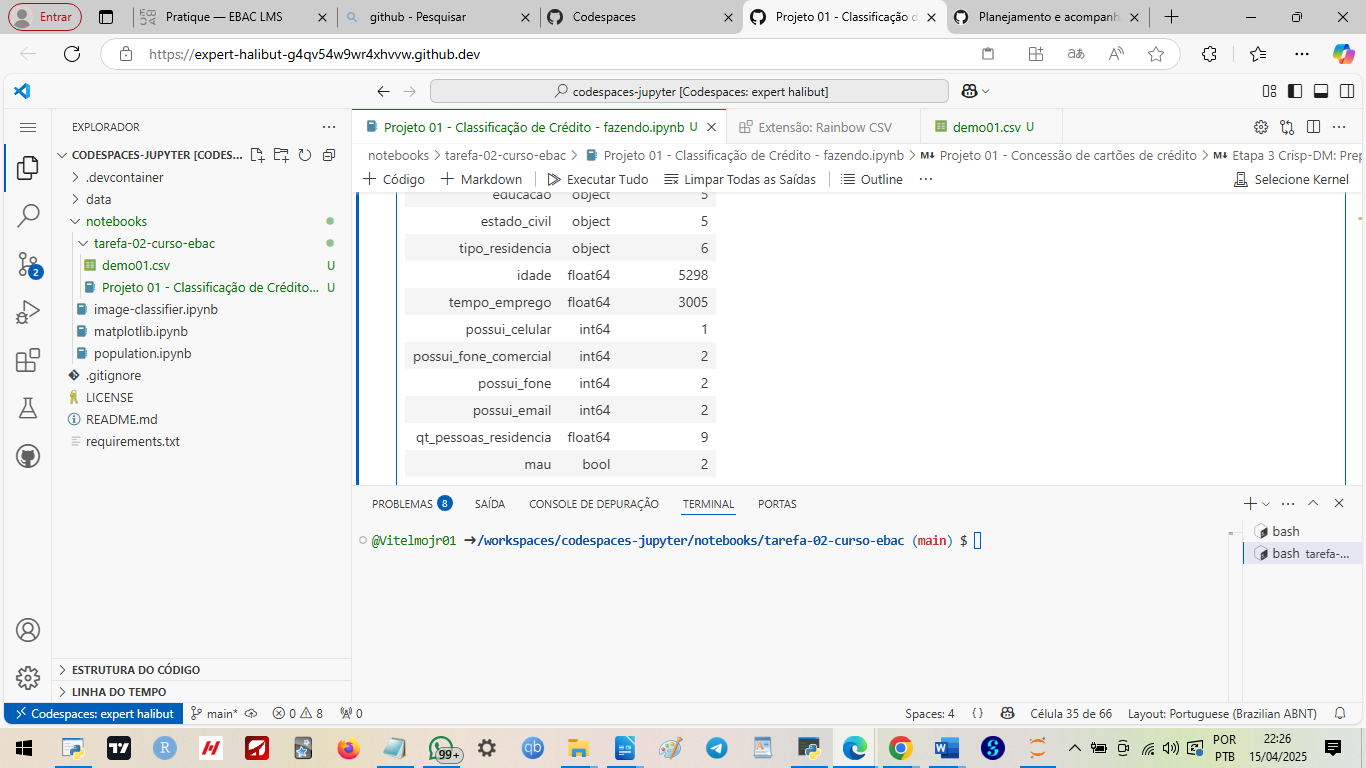 Entrar
Pratique — EBAC LMS
github - Pesquisar
Codespaces
Projeto 01 - Classificação d
Planejamento e acompanh
https://expert-halibut-g4qv54w9wr4xhvvw.github.dev
codespaces-jupyter [Codespaces: expert halibut]
EXPLORADOR
CODESPACES-JUPYTER [CODES...
.devcontainer
data
notebooks
tarefa-02-curso-ebac
demo01.csv U
Projeto 01 - Classificação de Crédito... U
image-classifier.ipynb
matplotlib.ipynb
population.ipynb
.gitignore
LICENSE
README.md
requirements.txt
2
ESTRUTURA DO CÓDIGO
LINHA DO TEMPO
Projeto 01 - Classificação de Crédito - fazendo.ipynb U
Extensão: Rainbow CSV
demo01.csv U
notebooks > tarefa-02-curso-ebac > Projeto 01 - Classificação de Crédito - fazendo.ipynb > M↓ Projeto 01 - Concessão de cartões de crédito > M↓ Etapa 3 Crisp-DM: Prep
Código
Markdown
Executar Tudo
Limpar Todas as Saídas
Outline
Selecione Kernel
educacao object 5
estado_civil object 5
tipo_residencia object 6
idade float64 5298
tempo_emprego float64 3005
possui_celular int64 1
possui_fone_comercial int64 2
possui_fone int64 2
possui_email int64 2
qt_pessoas_residencia float64 9
mau bool 2
PROBLEMAS 8
SAÍDA
CONSOLE DE DEPURAÇÃO
TERMINAL
PORTAS
@Vitelmojr01 ➜/workspaces/codespaces-jupyter/notebooks/tarefa-02-curso-ebac (main) $
bash
bash tarefa-...
Codespaces: expert halibut
main*
0
8
0
Spaces: 4
Célula 35 de 66
Layout: Portuguese (Brazilian ABNT)
99+
POR
PTB
22:26
15/04/2025